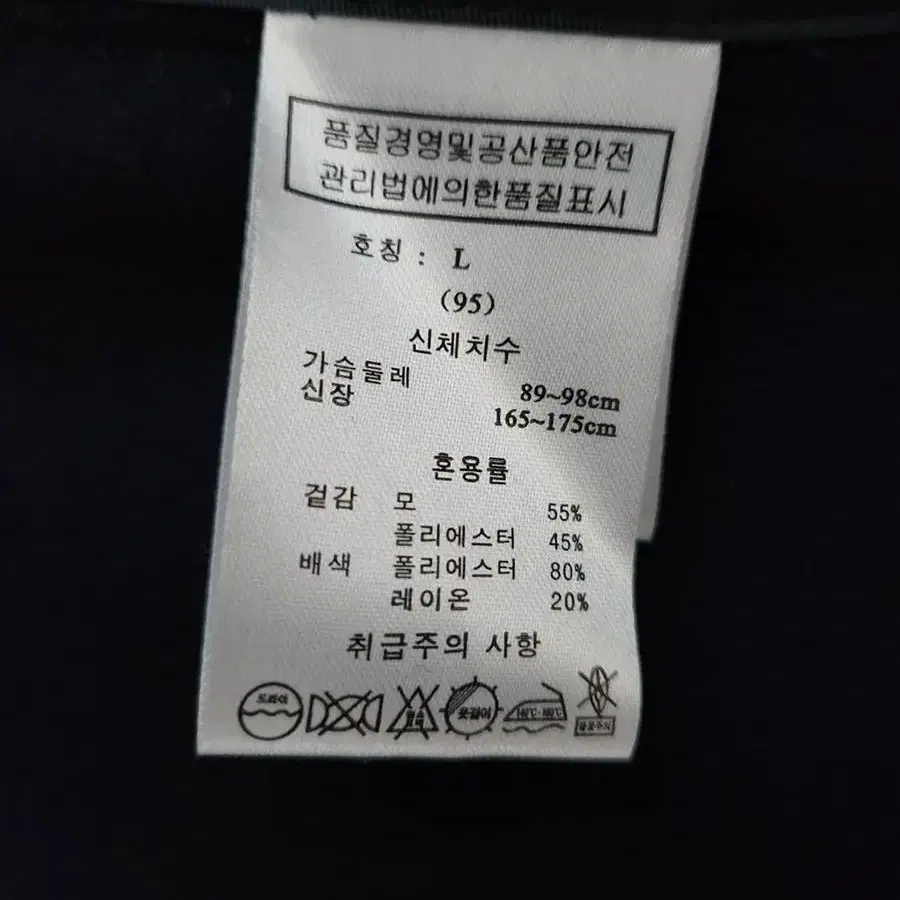 품질경영및공산품안전
관리법에의한품질표시
호칭 : L
(95)
신체치수
가슴둘레 89~98cm
신장 165~175cm
혼용률
겉감 모 55%
폴리에스터 45%
배색 폴리에스터 80%
레이온 20%
취급주의 사항
드라이 옷걸이